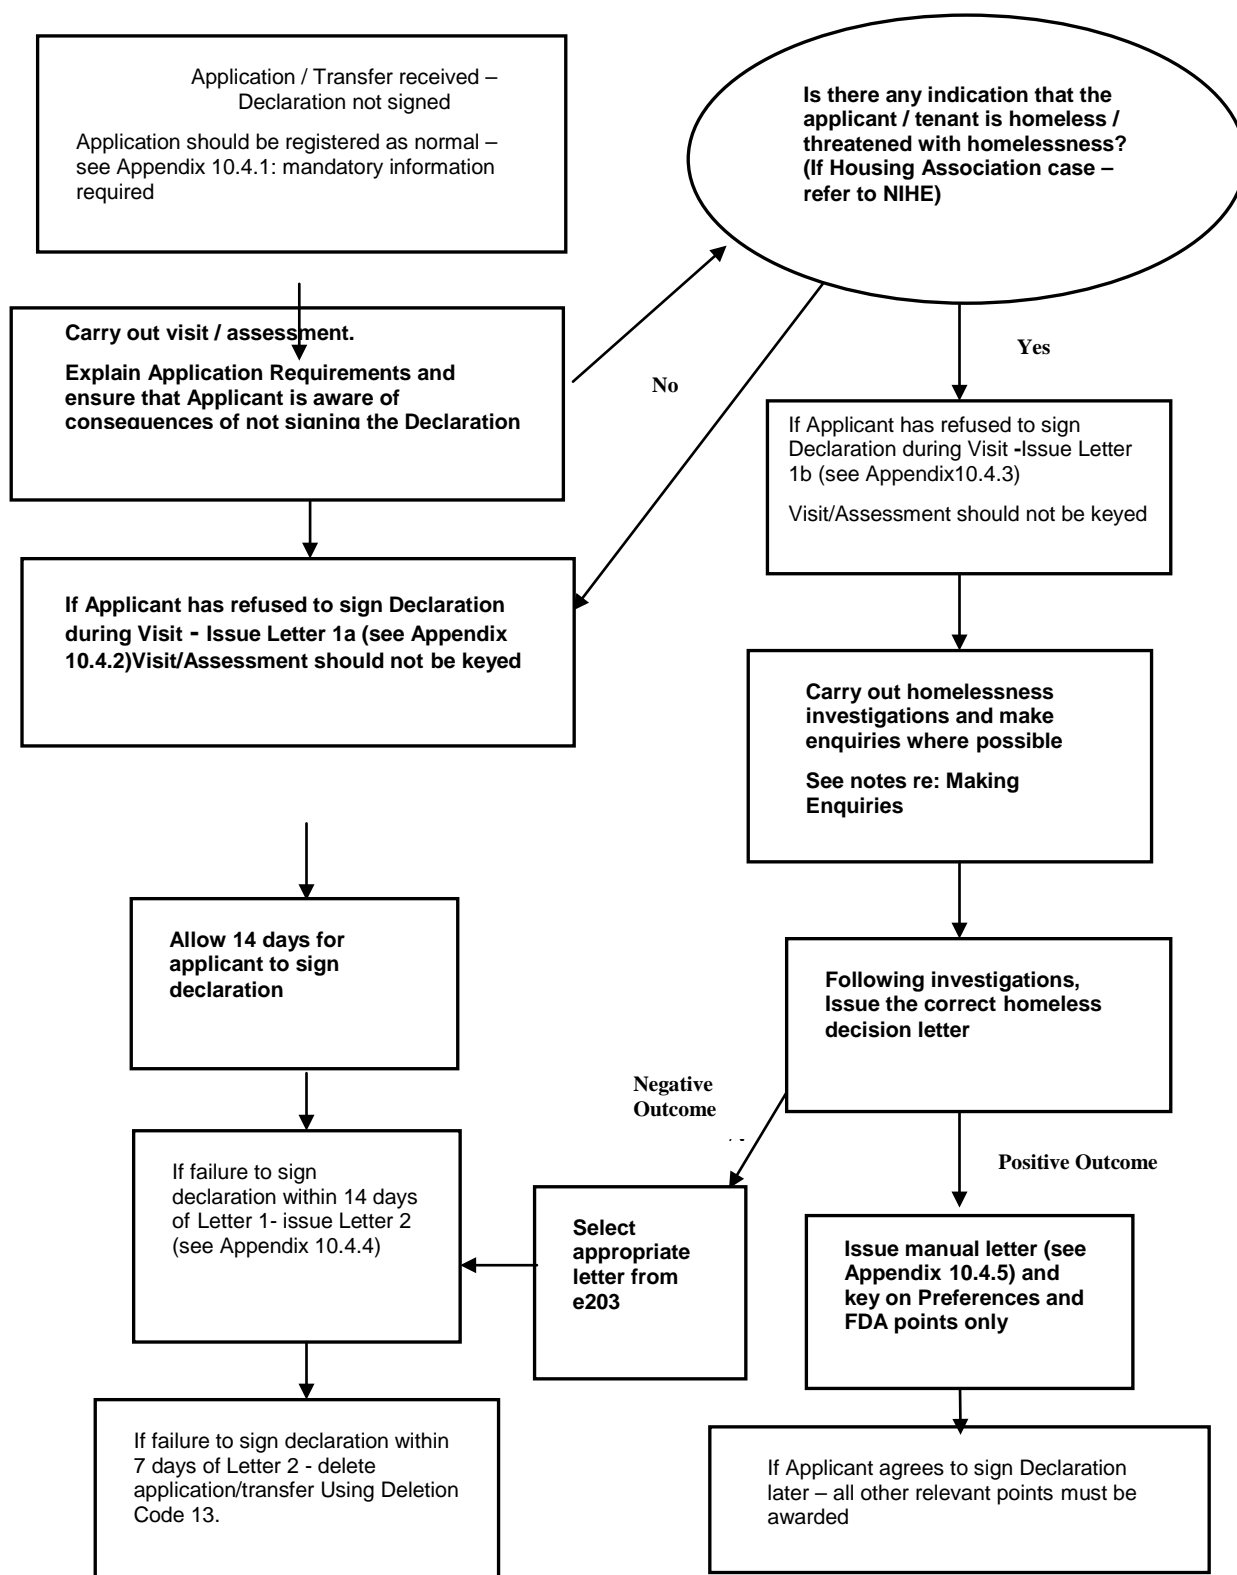 Application / Transfer received –
Declaration not signed
Application should be registered as normal –
see Appendix 10.4.1: mandatory information
required
Is there any indication that the
applicant / tenant is homeless /
threatened with homelessness?
(If Housing Association case –
refer to NIHE)
Carry out visit / assessment.
Explain Application Requirements and
ensure that Applicant is aware of
consequences of not signing the Declaration
No
Yes
If Applicant has refused to sign
Declaration during Visit -Issue Letter
1b (see Appendix10.4.3)
Visit/Assessment should not be keyed
If Applicant has refused to sign Declaration
during Visit - Issue Letter 1a (see Appendix
10.4.2)Visit/Assessment should not be keyed
Carry out homelessness
investigations and make
enquiries where possible
See notes re: Making
Enquiries
Allow 14 days for
applicant to sign
declaration
Following investigations,
Issue the correct homeless
decision letter
Negative
Outcome
Positive Outcome
If failure to sign
declaration within 14 days
of Letter 1- issue Letter 2
(see Appendix 10.4.4)
Select
appropriate
letter from
e203
Issue manual letter (see
Appendix 10.4.5) and
key on Preferences and
FDA points only
If failure to sign declaration within
7 days of Letter 2 - delete
application/transfer Using Deletion
Code 13.
If Applicant agrees to sign Declaration
later – all other relevant points must be
awarded